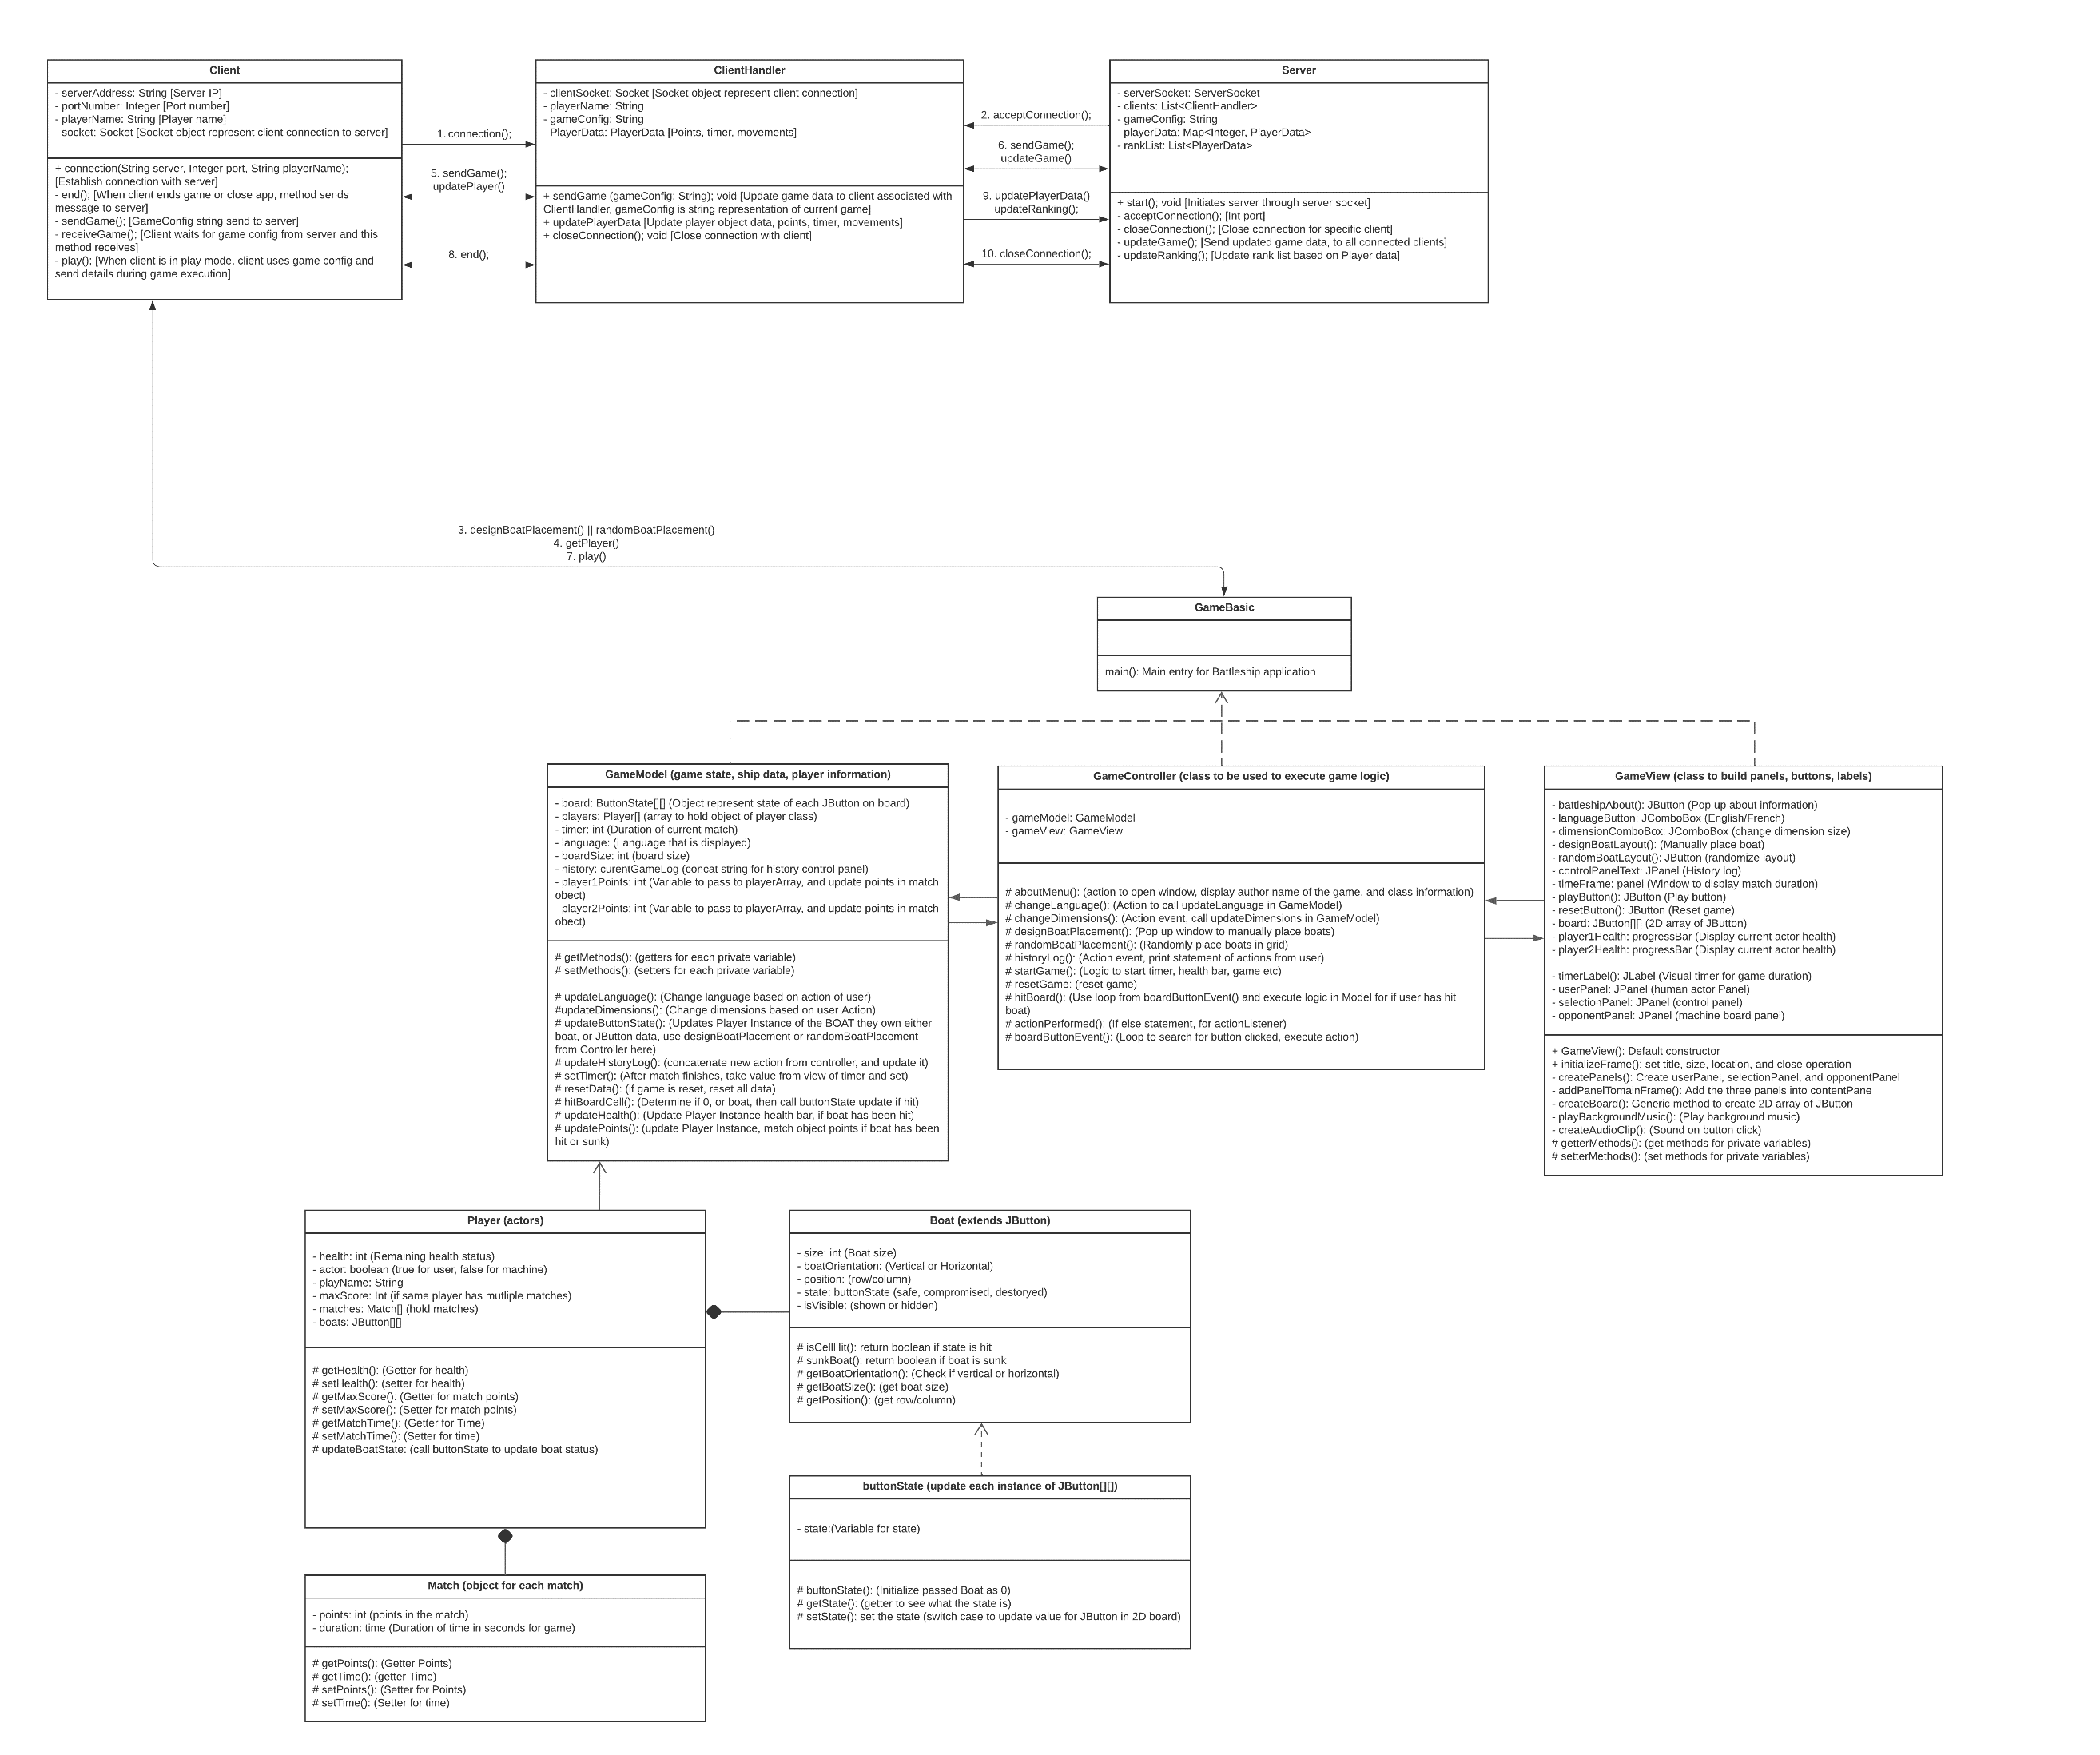 Client
- serverAddress: String [Server IP]
- portNumber: Integer [Port number]
- playerName: String [Player name]
- socket: Socket [Socket object represent client connection to server]
+ connection(String server, Integer port, String playerName);
[Establish connection with server]
- end(); [When client ends game or close app, method sends
message to server]
- sendGame(); [GameConfig string send to server]
- receiveGame(); [Client waits for game config from server and this
method receives]
- play(); [When client is in play mode, client uses game config and
send details during game execution]
1. connection();
5. sendGame();
updatePlayer()
8. end();
ClientHandler
- clientSocket: Socket [Socket object represent client connection]
- playerName: String
- gameConfig: String
- PlayerData: PlayerData [Points, timer, movements]
+ sendGame (gameConfig: String); void [Update game data to client associated with
ClientHandler, gameConfig is string representation of current game]
+ updatePlayerData [Update player object data, points, timer, movements]
+ closeConnection(); void [Close connection with client]
2. acceptConnection();
6. sendGame();
updateGame()
9. updatePlayerData()
updateRanking();
10. closeConnection();
Server
- serverSocket: ServerSocket
- clients: List<ClientHandler>
- gameConfig: String
- playerData: Map<Integer, PlayerData>
- rankList: List<PlayerData>
+ start(); void [Initiates server through server socket]
- acceptConnection(); [Int port]
- closeConnection(); [Close connection for specific client]
- updateGame(); [Send updated game data, to all connected clients]
- updateRanking(); [Update rank list based on Player data]
3. designBoatPlacement() || randomBoatPlacement()
4. getPlayer()
7. play()
GameBasic
main(): Main entry for Battleship application
GameModel (game state, ship data, player information)
- board: ButtonState[][] (Object represent state of each JButton on board)
- players: Player[] (array to hold object of player class)
- timer: int (Duration of current match)
- language: (Language that is displayed)
- boardSize: int (board size)
- history: curentGameLog (concat string for history control panel)
- player1Points: int (Variable to pass to playerArray, and update points in match
obect)
- player2Points: int (Variable to pass to playerArray, and update points in match
obect)
# getMethods(): (getters for each private variable)
# setMethods(): (setters for each private variable)
# updateLanguage(): (Change language based on action of user)
#updateDimensions(): (Change dimensions based on user Action)
# updateButtonState(): (Updates Player Instance of the BOAT they own either
boat, or JButton data, use designBoatPlacement or randomBoatPlacement
from Controller here)
# updateHistoryLog(): (concatenate new action from controller, and update it)
# setTimer(): (After match finishes, take value from view of timer and set)
# resetData(): (if game is reset, reset all data)
# hitBoardCell(): (Determine if 0, or boat, then call buttonState update if hit)
# updateHealth(): (Update Player Instance health bar, if boat has been hit)
# updatePoints(): (update Player Instance, match object points if boat has been
hit or sunk)
GameController (class to be used to execute game logic)
- gameModel: GameModel
- gameView: GameView
# aboutMenu(): (action to open window, display author name of the game, and class information)
# changeLanguage(): (Action to call updateLanguage in GameModel)
# changeDimensions(): (Action event, call updateDimensions in GameModel)
# designBoatPlacement(): (Pop up window to manually place boats)
# randomBoatPlacement(): (Randomly place boats in grid)
# historyLog(): (Action event, print statement of actions from user)
# startGame(): (Logic to start timer, health bar, game etc)
# resetGame: (reset game)
# hitBoard(): (Use loop from boardButtonEvent() and execute logic in Model for if user has hit
boat)
# actionPerformed(): (If else statement, for actionListener)
# boardButtonEvent(): (Loop to search for button clicked, execute action)
GameView (class to build panels, buttons, labels)
- battleshipAbout(): JButton (Pop up about information)
- languageButton: JComboBox (English/French)
- dimensionComboBox: JComboBox (change dimension size)
- designBoatLayout(): (Manually place boat)
- randomBoatLayout(): JButton (randomize layout)
- controlPanelText: JPanel (History log)
- timeFrame: panel (Window to display match duration)
- playButton(): JButton (Play button)
- resetButton(): JButton (Reset game)
- board: JButton[][] (2D array of JButton)
- player1Health: progressBar (Display current actor health)
- player2Health: progressBar (Display current actor health)
- timerLabel(): JLabel (Visual timer for game duration)
- userPanel: JPanel (human actor Panel)
- selectionPanel: JPanel (control panel)
- opponentPanel: JPanel (machine board panel)
+ GameView(): Default constructor
+ initializeFrame(): set title, size, location, and close operation
- createPanels(): Create userPanel, selectionPanel, and opponentPanel
- addPanelTomainFrame(): Add the three panels into contentPane
- createBoard(): Generic method to create 2D array of JButton
- playBackgroundMusic(): (Play background music)
- createAudioClip(): (Sound on button click)
# getterMethods(): (get methods for private variables)
# setterMethods(): (set methods for private variables)
Player (actors)
- health: int (Remaining health status)
- actor: boolean (true for user, false for machine)
- playName: String
- maxScore: Int (if same player has mutliple matches)
- matches: Match[] (hold matches)
- boats: JButton[][]
# getHealth(): (Getter for health)
# setHealth(): (setter for health)
# getMaxScore(): (Getter for match points)
# setMaxScore(): (Setter for match points)
# getMatchTime(): (Getter for Time)
# setMatchTime(): (Setter for time)
# updateBoatState: (call buttonState to update boat status)
Boat (extends JButton)
- size: int (Boat size)
- boatOrientation: (Vertical or Horizontal)
- position: (row/column)
- state: buttonState (safe, compromised, destoryed)
- isVisible: (shown or hidden)
# isCellHit(): return boolean if state is hit
# sunkBoat(): return boolean if boat is sunk
# getBoatOrientation(): (Check if vertical or horizontal)
# getBoatSize(): (get boat size)
# getPosition(): (get row/column)
buttonState (update each instance of JButton[][])
- state:(Variable for state)
# buttonState(): (Initialize passed Boat as 0)
# getState(): (getter to see what the state is)
# setState(): set the state (switch case to update value for JButton in 2D board)
Match (object for each match)
- points: int (points in the match)
- duration: time (Duration of time in seconds for game)
# getPoints(): (Getter Points)
# getTime(): (getter Time)
# setPoints(): (Setter for Points)
# setTime(): (Setter for time)